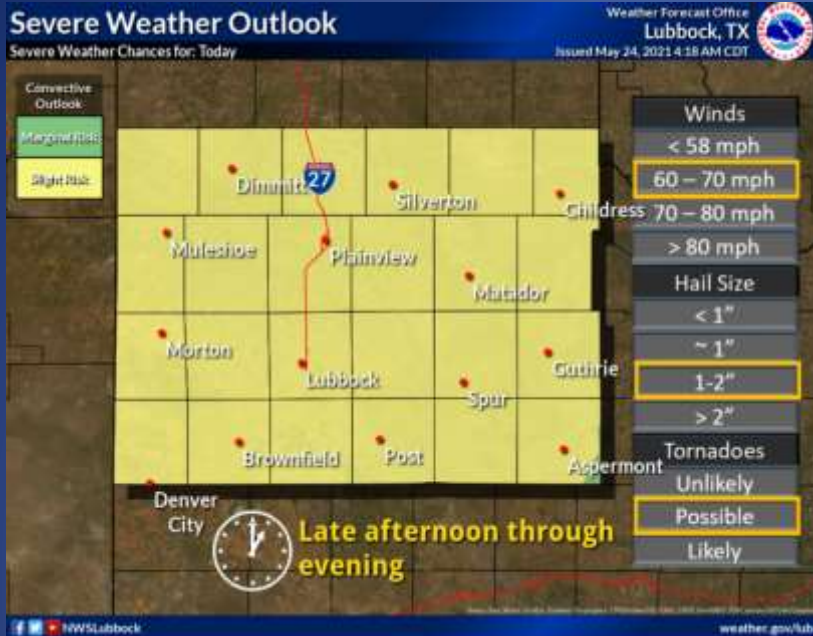 Severe Weather Outlook
Severe Weather Chances for: Today
Weather Forecast Office
Lubbock, TX
Issued May 24, 2021 4:18 AM CDT
Convective
Outlook
Marginal Risk
Slight Risk
Dimmitt
27
Silverton
Childress
Muleshoe
Plainview
Matador
Morton
Lubbock
Guthrie
Spur
Brownfield
Post
Aspermont
Denver
City
Late afternoon through
evening
Winds
< 58 mph
60 – 70 mph
70 – 80 mph
> 80 mph
Hail Size
< 1"
~ 1"
1-2"
> 2"
Tornadoes
Unlikely
Possible
Likely
NWSLubbock
weather.gov/lub